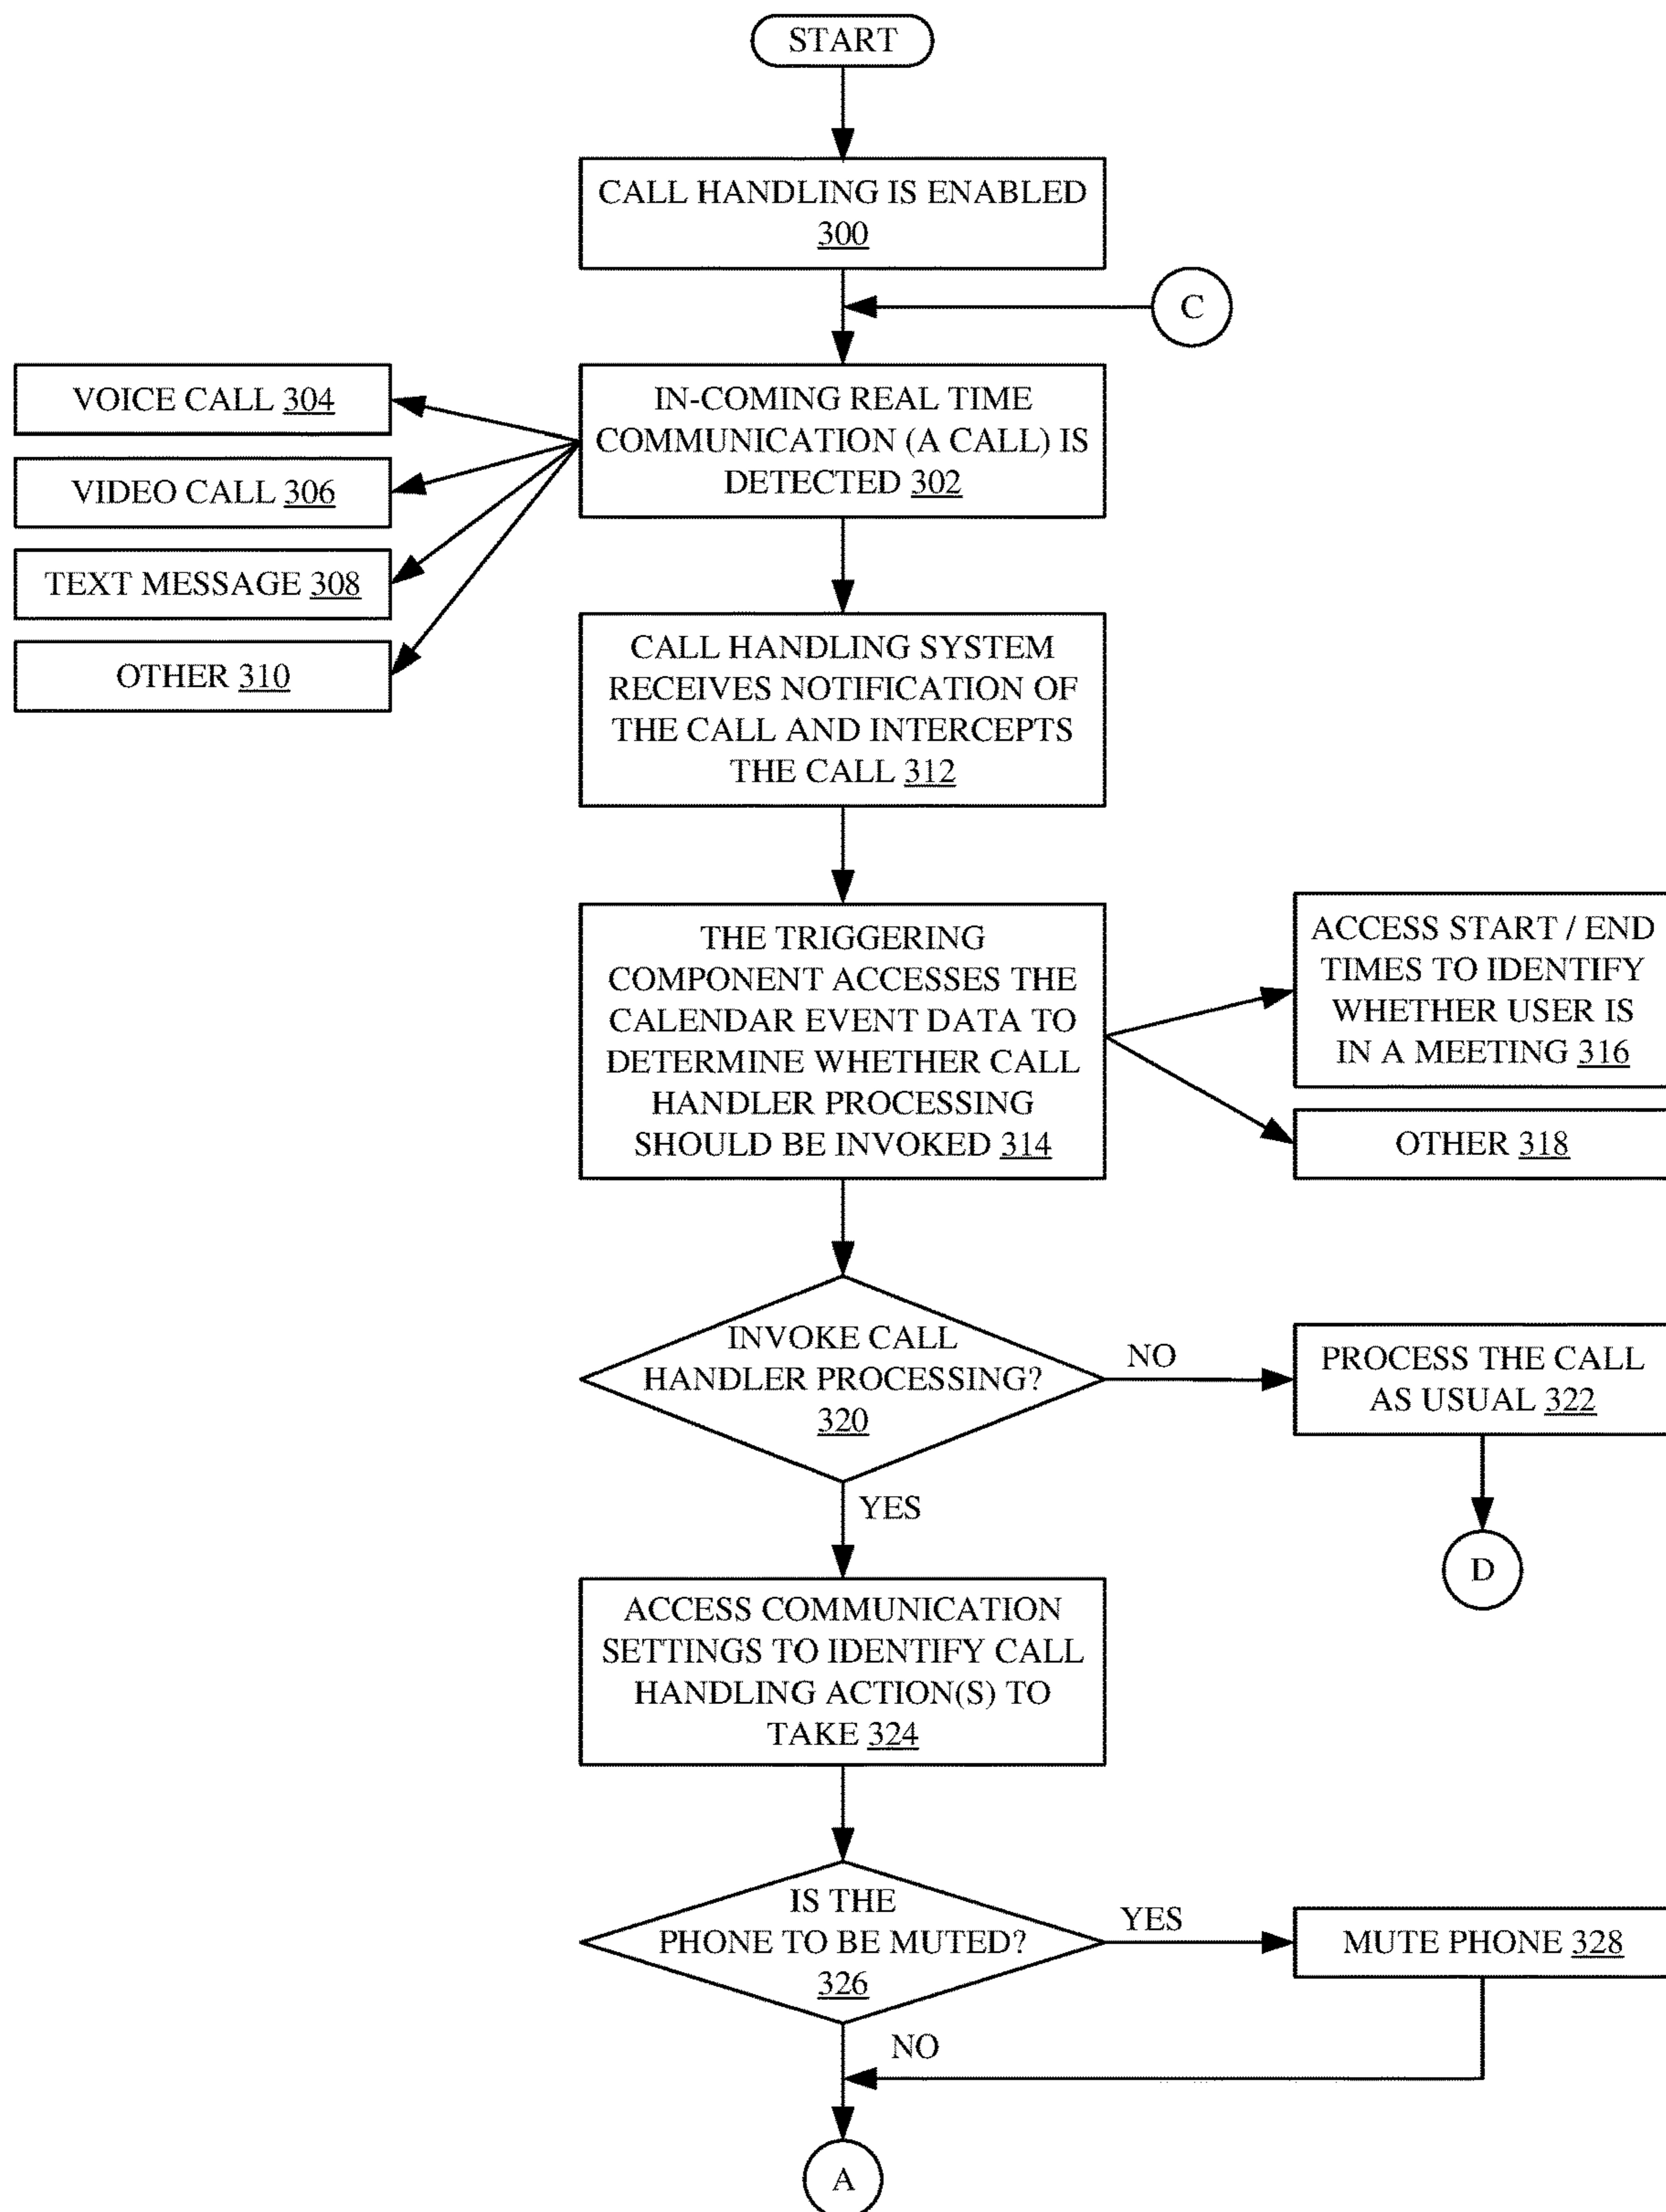 START
CALL HANDLING IS ENABLED
300
C
IN-COMING REAL TIME
COMMUNICATION (A CALL) IS
DETECTED 302
VOICE CALL 304
VIDEO CALL 306
TEXT MESSAGE 308
OTHER 310
CALL HANDLING SYSTEM
RECEIVES NOTIFICATION OF
THE CALL AND INTERCEPTS
THE CALL 312
THE TRIGGERING
COMPONENT ACCESSES THE
CALENDAR EVENT DATA TO
DETERMINE WHETHER CALL
HANDLER PROCESSING
SHOULD BE INVOKED 314
ACCESS START / END
TIMES TO IDENTIFY
WHETHER USER IS
IN A MEETING 316
OTHER 318
INVOKE CALL
HANDLER PROCESSING?
320
NO
PROCESS THE CALL
AS USUAL 322
D
YES
ACCESS COMMUNICATION
SETTINGS TO IDENTIFY CALL
HANDLING ACTION(S) TO
TAKE 324
IS THE
PHONE TO BE MUTED?
326
YES
MUTE PHONE 328
NO
A